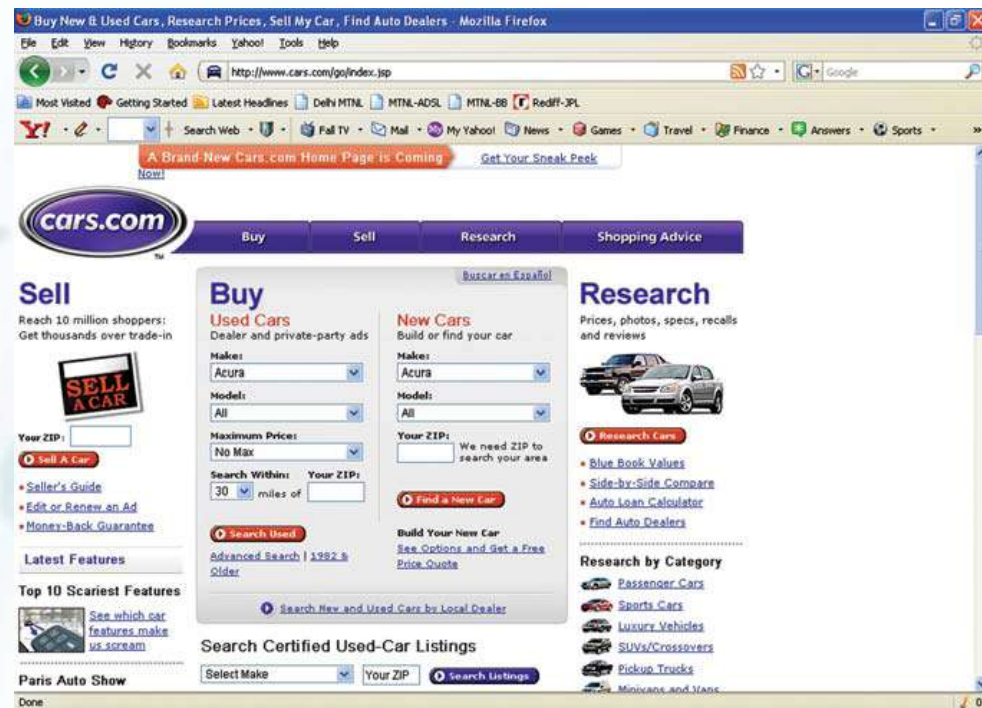 Buy New & Used Cars, Research Prices, Sell My Car, Find Auto Dealers - Mozilla Firefox
File Edit View History Bookmarks Yahoo! Tools Help
http://www.cars.com/go/index.jsp
Google
Most Visited Getting Started Latest Headlines Delhi MTNL MTNL-ADSL MTNL-BB Rediff-JPL
Y! Search Web Fall TV Mail My Yahoo! News Games Travel Finance Answers Sports
A Brand-New Cars.com Home Page is Coming Get Your Sneak Peek
Now!
cars.com
TM
Buy Sell Research Shopping Advice
Sell
Reach 10 million shoppers:
Get thousands over trade-in
SELL
A CAR
Your ZIP:
Sell A Car
Seller's Guide
Edit or Renew an Ad
Money-Back Guarantee
Latest Features
Top 10 Scariest Features
See which car
features make
us scream
Paris Auto Show
Buscar en Español
Buy
Used Cars
Dealer and private-party ads
Make:
Acura
Model:
All
Maximum Price:
No Max
Search Within: Your ZIP:
30 miles of
Search Used
Advanced Search | 1982 &
Older
New Cars
Build or find your car
Make:
Acura
Model:
All
Your ZIP:
We need ZIP to
search your area
Find a New Car
Build Your New Car
See Options and Get a Free
Price Quote
Search New and Used Cars by Local Dealer
Search Certified Used-Car Listings
Select Make Your ZIP Search Listings
Research
Prices, photos, specs, recalls
and reviews
Research Cars
Blue Book Values
Side-by-Side Compare
Auto Loan Calculator
Find Auto Dealers
Research by Category
Passenger Cars
Sports Cars
Luxury Vehicles
SUVs/Crossovers
Pickup Trucks
Minivans and Vans
Done
0